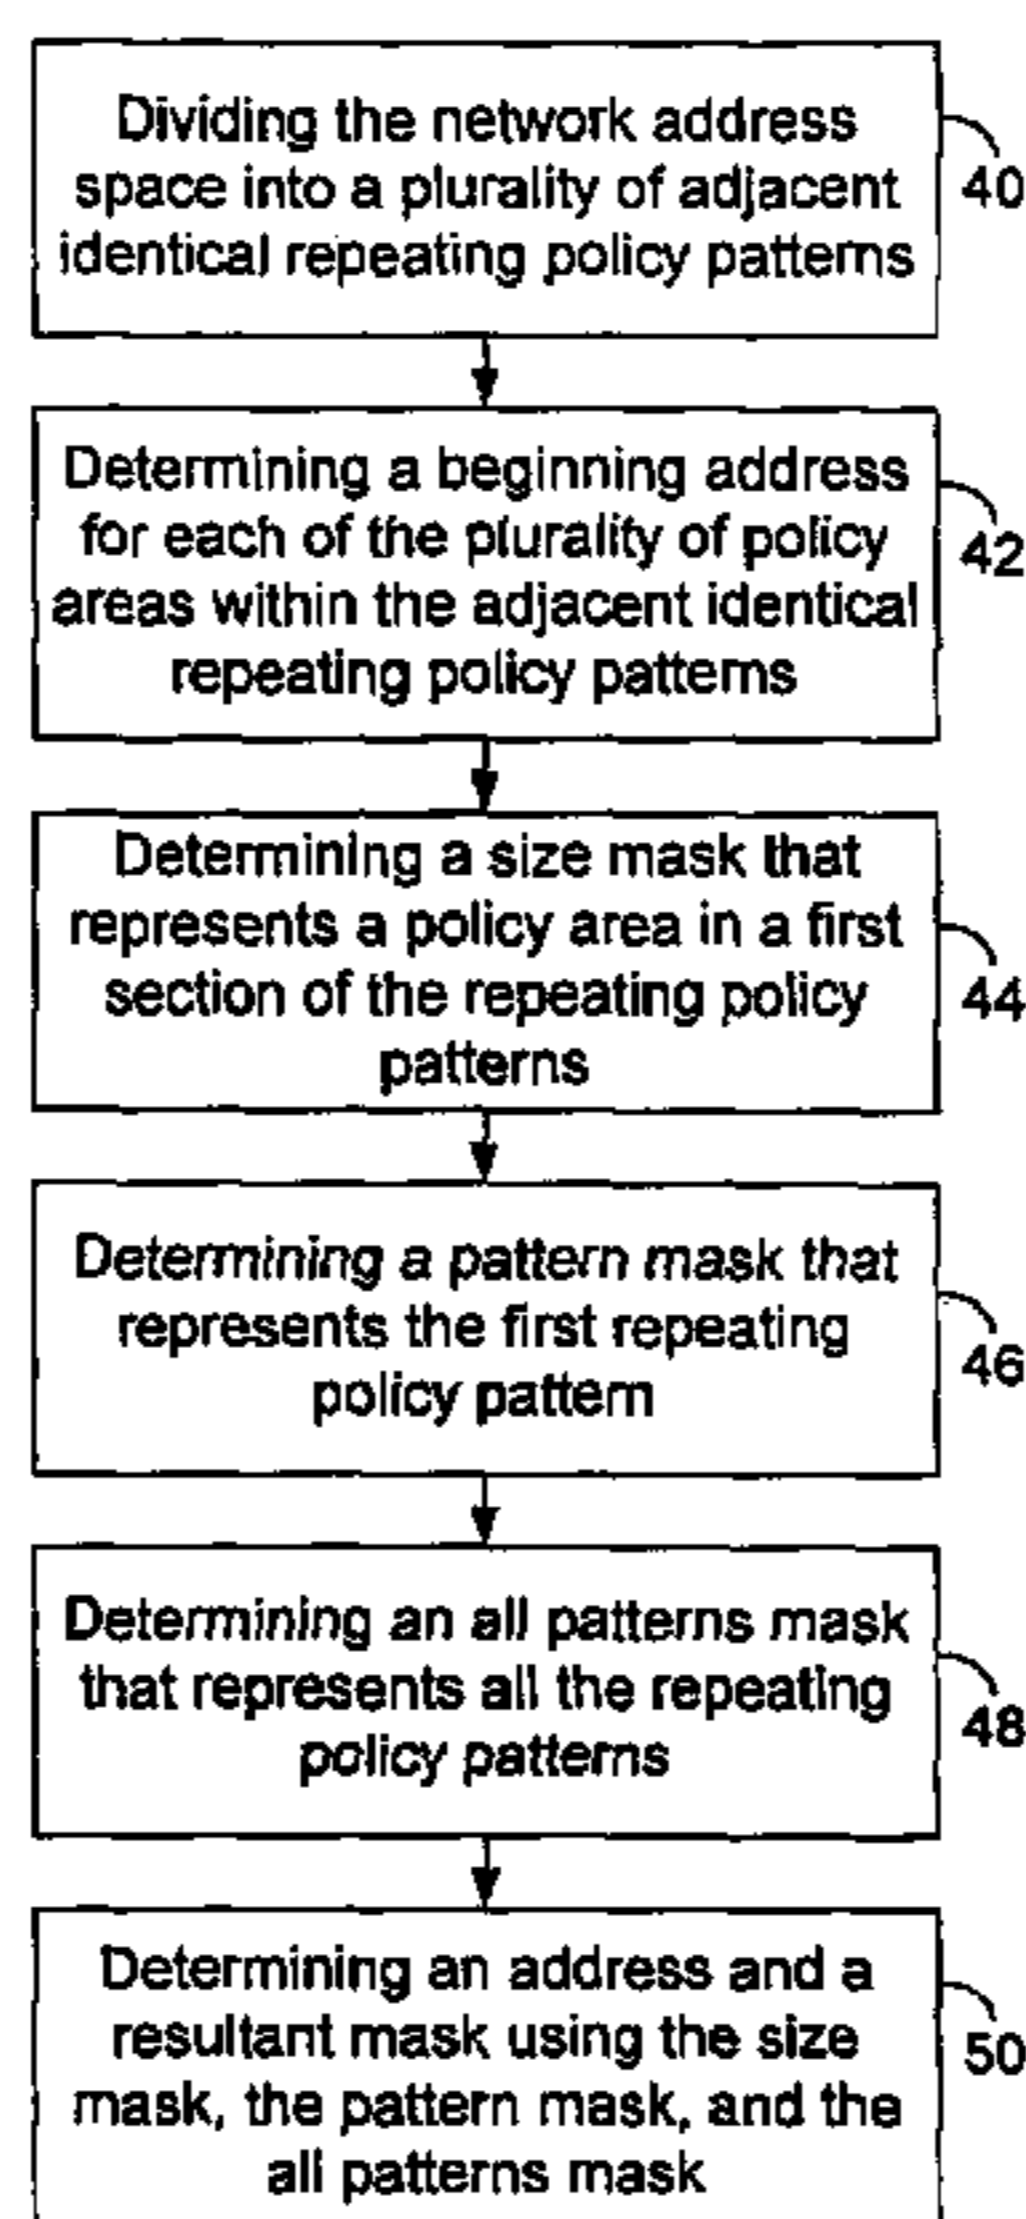 Dividing the network address
space into a plurality of adjacent
identical repeating policy patterns
40
Determining a beginning address
for each of the plurality of policy
areas within the adjacent identical
repeating policy patterns
42
Determining a size mask that
represents a policy area in a first
section of the repeating policy
patterns
44
Determining a pattern mask that
represents the first repeating
policy pattern
46
Determining an all patterns mask
that represents all the repeating
policy patterns
48
Determining an address and a
resultant mask using the size
mask, the pattern mask, and the
all patterns mask
50